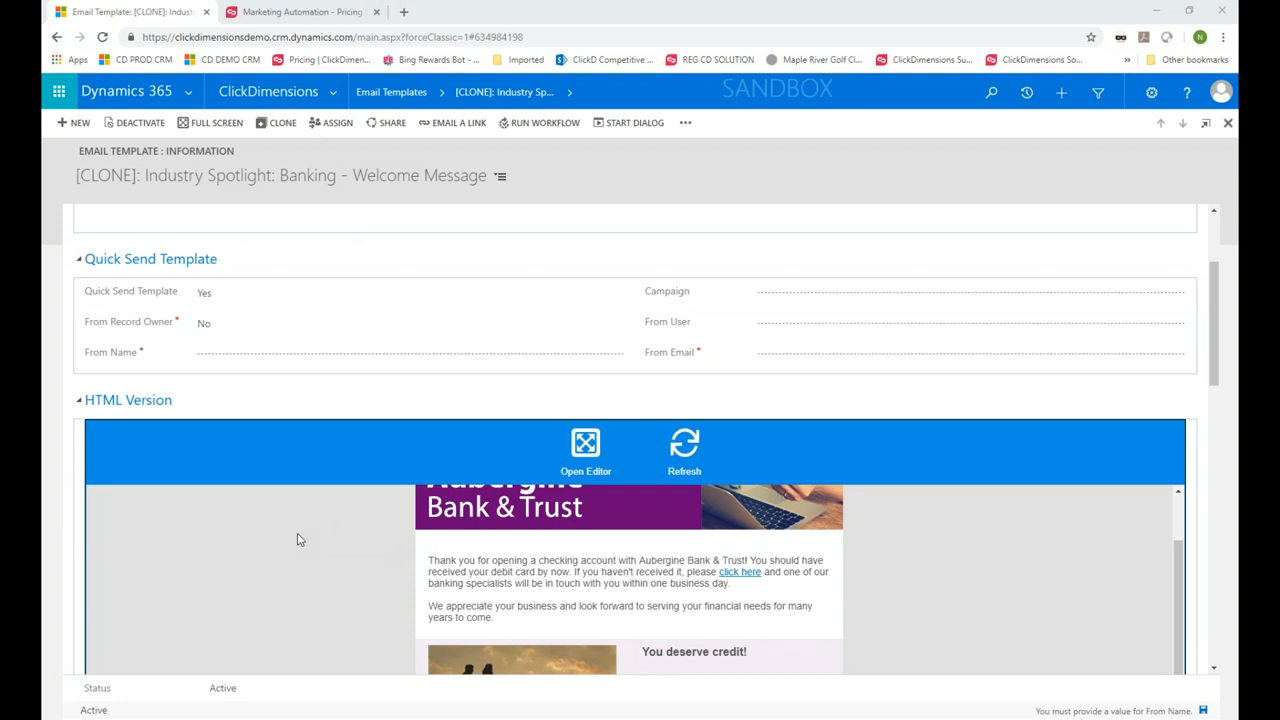 Email Template: [CLONE]: Indust
Marketing Automation - Pricing
https://clickdimensionsdemo.crm.dynamics.com/main.aspx?forceClassic=1#634984198
N
Apps
CD PROD CRM
CD DEMO CRM
Pricing | ClickDimen...
Bing Rewards Bot - ...
Imported
ClickD Competitive ...
REG CD SOLUTION
Maple River Golf Cl...
ClickDimensions Su...
ClickDimensions So...
»
Other bookmarks
Dynamics 365
ClickDimensions
Email Templates
[CLONE]: Industry Sp...
SANDBOX
NEW
DEACTIVATE
FULL SCREEN
CLONE
ASSIGN
SHARE
EMAIL A LINK
RUN WORKFLOW
START DIALOG
EMAIL TEMPLATE : INFORMATION
[CLONE]: Industry Spotlight: Banking - Welcome Message
Quick Send Template
Quick Send Template Yes
Campaign
From Record Owner * No
From User
From Name *
From Email *
HTML Version
Open Editor
Refresh
Aubergine
Bank & Trust
Thank you for opening a checking account with Aubergine Bank & Trust! You should have
received your debit card by now. If you haven't received it, please click here and one of our
banking specialists will be in touch with you within one business day.
We appreciate your business and look forward to serving your financial needs for many
years to come.
You deserve credit!
Status Active
Active
You must provide a value for From Name.